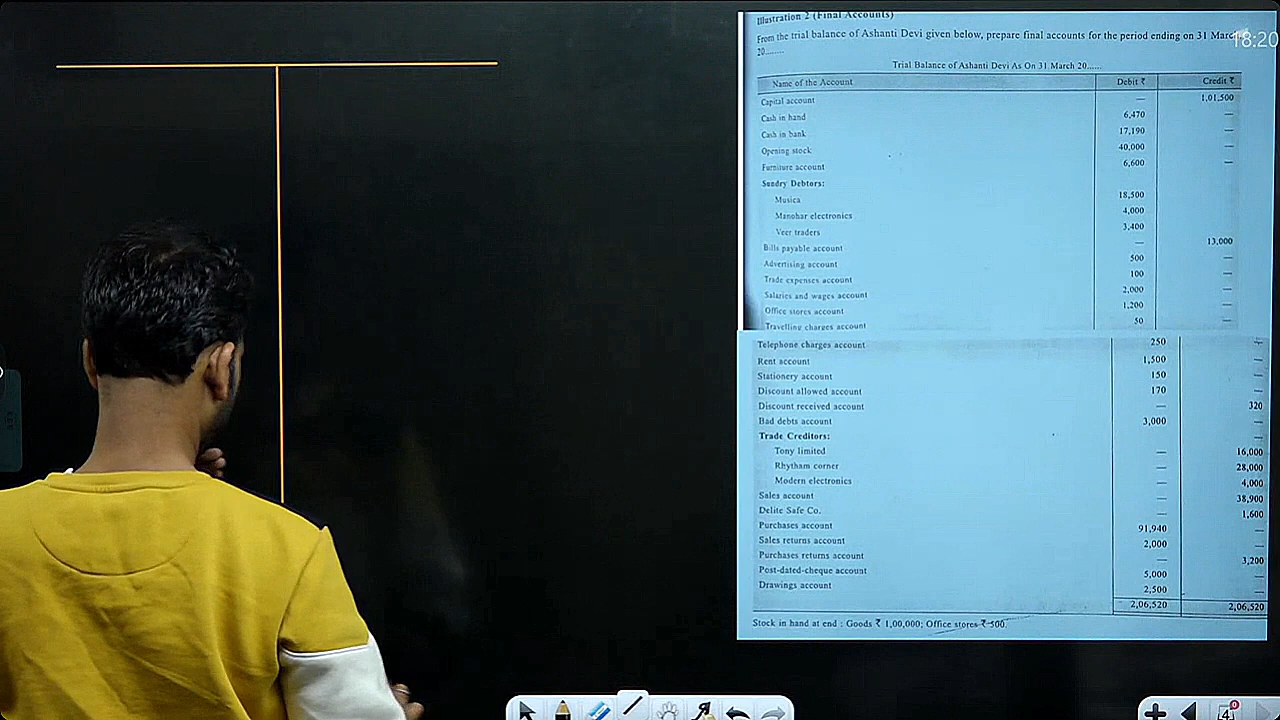 Illustration 2 (Final Accounts)
From the trial balance of Ashanti Devi given below, prepare final accounts for the period ending on 31 March
20........
18:20
Trial Balance of Ashanti Devi As On 31 March 20......
Name of the Account Debit ₹ Credit ₹
Capital account — 1,01,500
Cash in hand 6,470 —
Cash in bank 17,190 —
Opening stock 40,000 —
Furniture account 6,600 —
Sundry Debtors:
Musica 18,500 —
Manohar electronics 4,000 —
Veer traders 3,400 —
Bills payable account — 13,000
Advertising account 500 —
Trade expenses account 100 —
Salaries and wages account 2,000 —
Office stores account 1,200 —
Travelling charges account 50 —
Telephone charges account 250 —
Rent account 1,500 —
Stationery account 150 —
Discount allowed account 170 —
Discount received account — 320
Bad debts account 3,000 —
Trade Creditors: —
Tony limited — 16,000
Rhytham corner — 28,000
Modern electronics — 4,000
Sales account — 38,900
Delite Safe Co. — 1,600
Purchases account 91,940 —
Sales returns account 2,000 —
Purchases returns account — 3,200
Post-dated-cheque account 5,000 —
Drawings account 2,500 —
2,06,520 2,06,520
Stock in hand at end : Goods ₹ 1,00,000; Office stores ₹ 500.
4
0